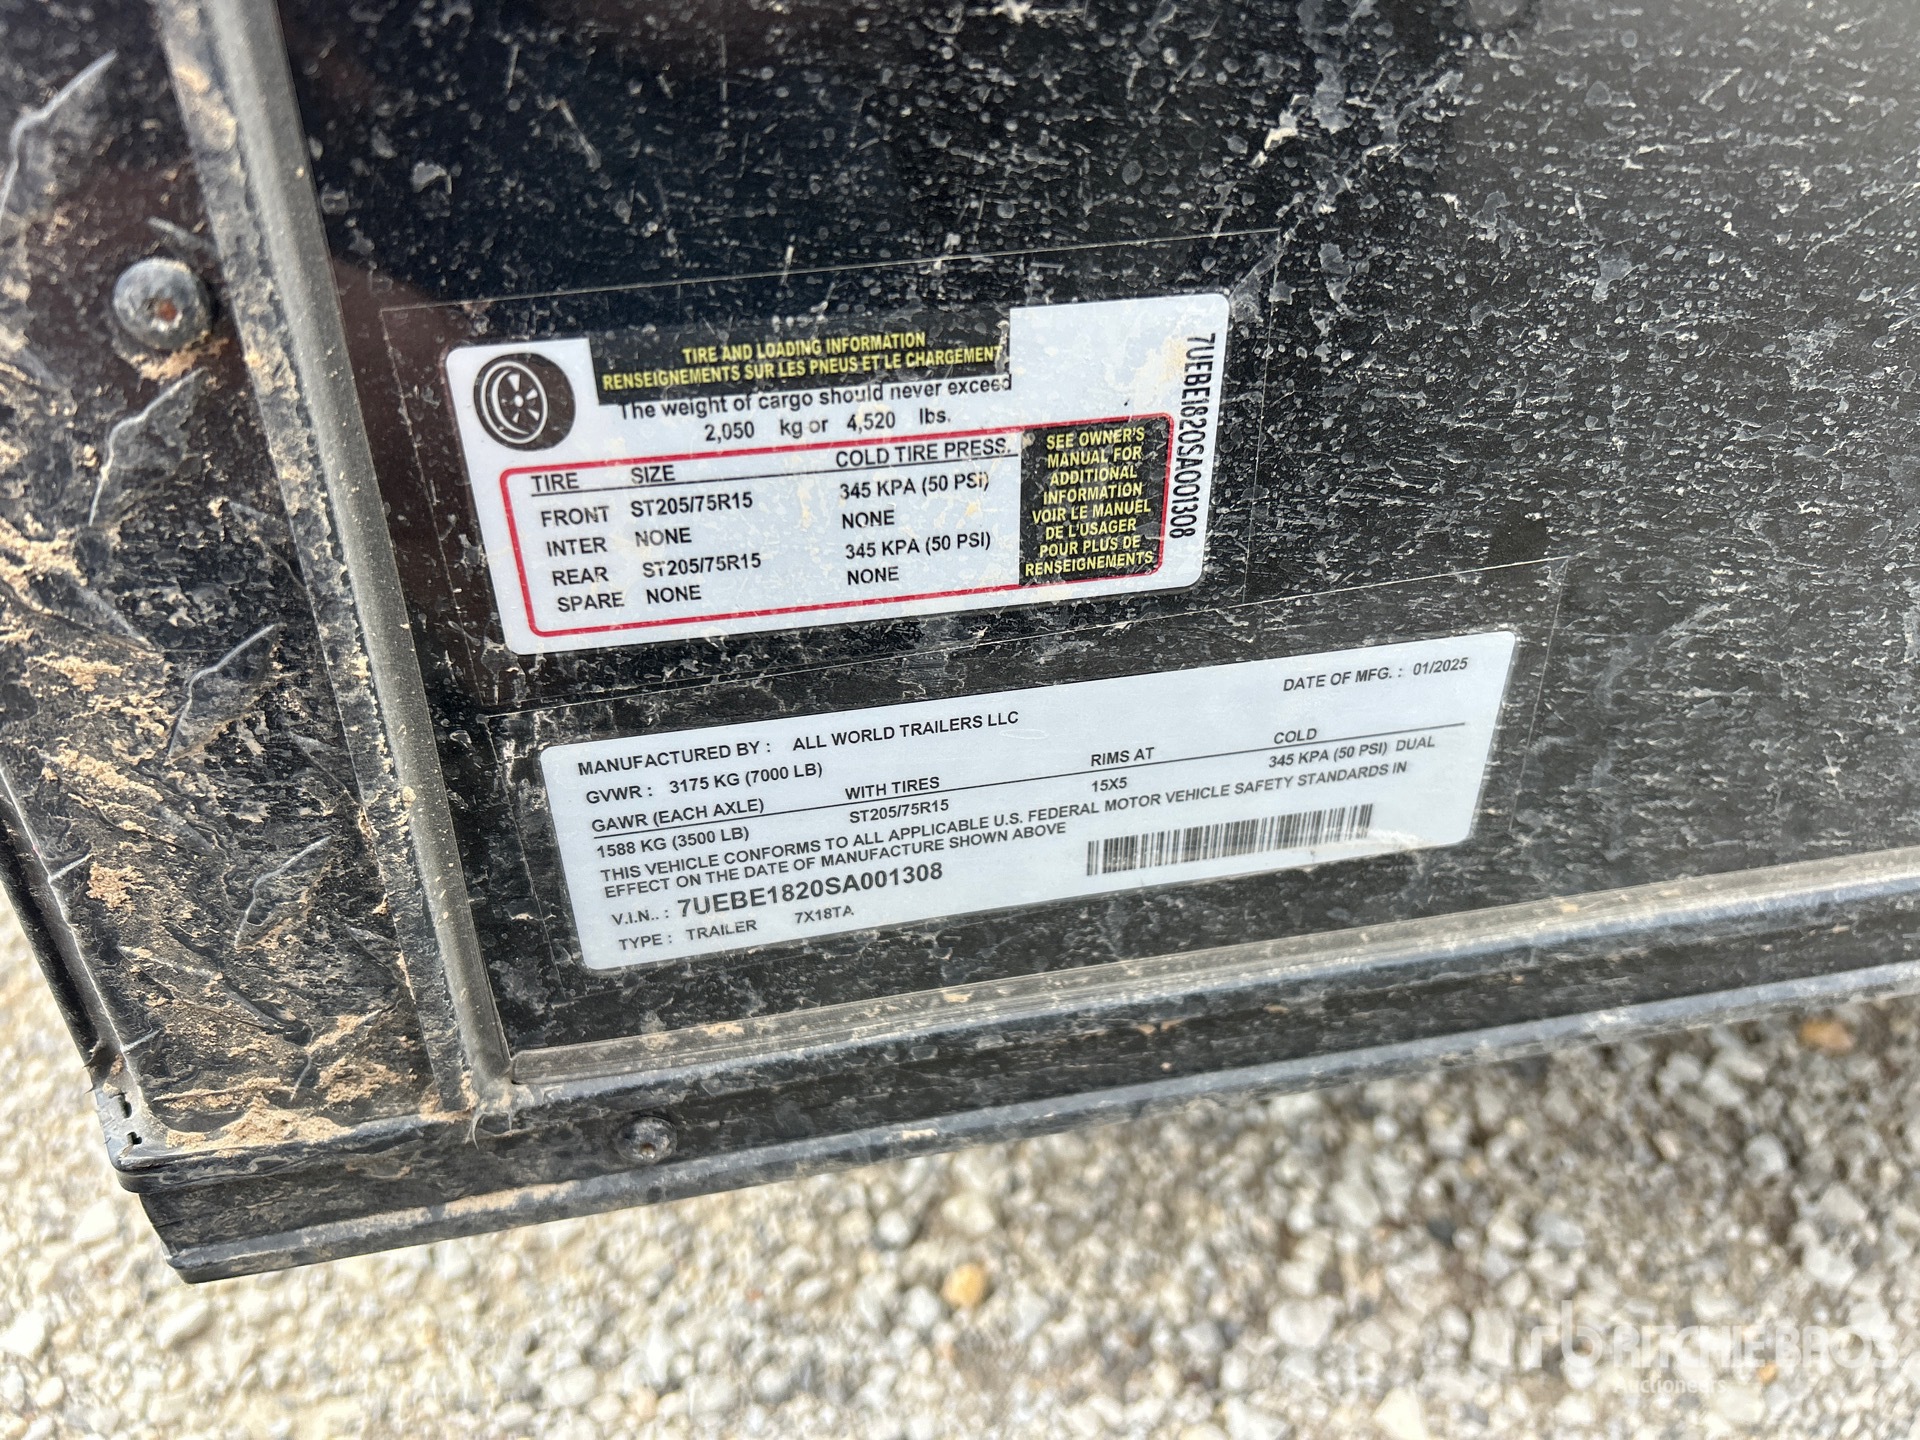 TIRE AND LOADING INFORMATION
RENSEIGNEMENTS SUR LES PNEUS ET LE CHARGEMENT
The weight of cargo should never exceed
2,050 kg or 4,520 lbs.
TIRE SIZE COLD TIRE PRESS.
FRONT ST205/75R15 345 KPA (50 PSI)
INTER NONE NONE
REAR ST205/75R15 345 KPA (50 PSI)
SPARE NONE NONE
SEE OWNER'S
MANUAL FOR
ADDITIONAL
INFORMATION
VOIR LE MANUEL
DE L'USAGER
POUR PLUS DE
RENSEIGNEMENTS
7UEBE1820SA001308
DATE OF MFG. : 01/2025
MANUFACTURED BY : ALL WORLD TRAILERS LLC
GVWR : 3175 KG (7000 LB)
GAWR (EACH AXLE) WITH TIRES RIMS AT COLD
1588 KG (3500 LB) ST205/75R15 15X5 345 KPA (50 PSI) DUAL
THIS VEHICLE CONFORMS TO ALL APPLICABLE U.S. FEDERAL MOTOR VEHICLE SAFETY STANDARDS IN
EFFECT ON THE DATE OF MANUFACTURE SHOWN ABOVE
V.I.N.. : 7UEBE1820SA001308
TYPE : TRAILER 7X18TA
rb RITCHIE BROS
Auctioneers